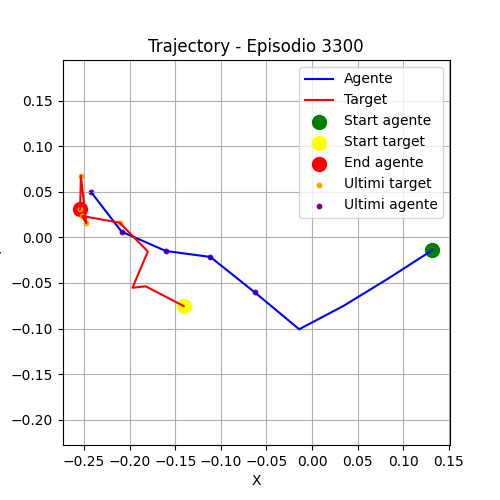 Trajectory - Episodio 3300
Agente
Target
Start agente
Start target
End agente
Ultimi target
Ultimi agente
0.15
0.10
0.05
0.00
−0.05
−0.10
−0.15
−0.20
−0.25 −0.20 −0.15 −0.10 −0.05 0.00 0.05 0.10 0.15
X